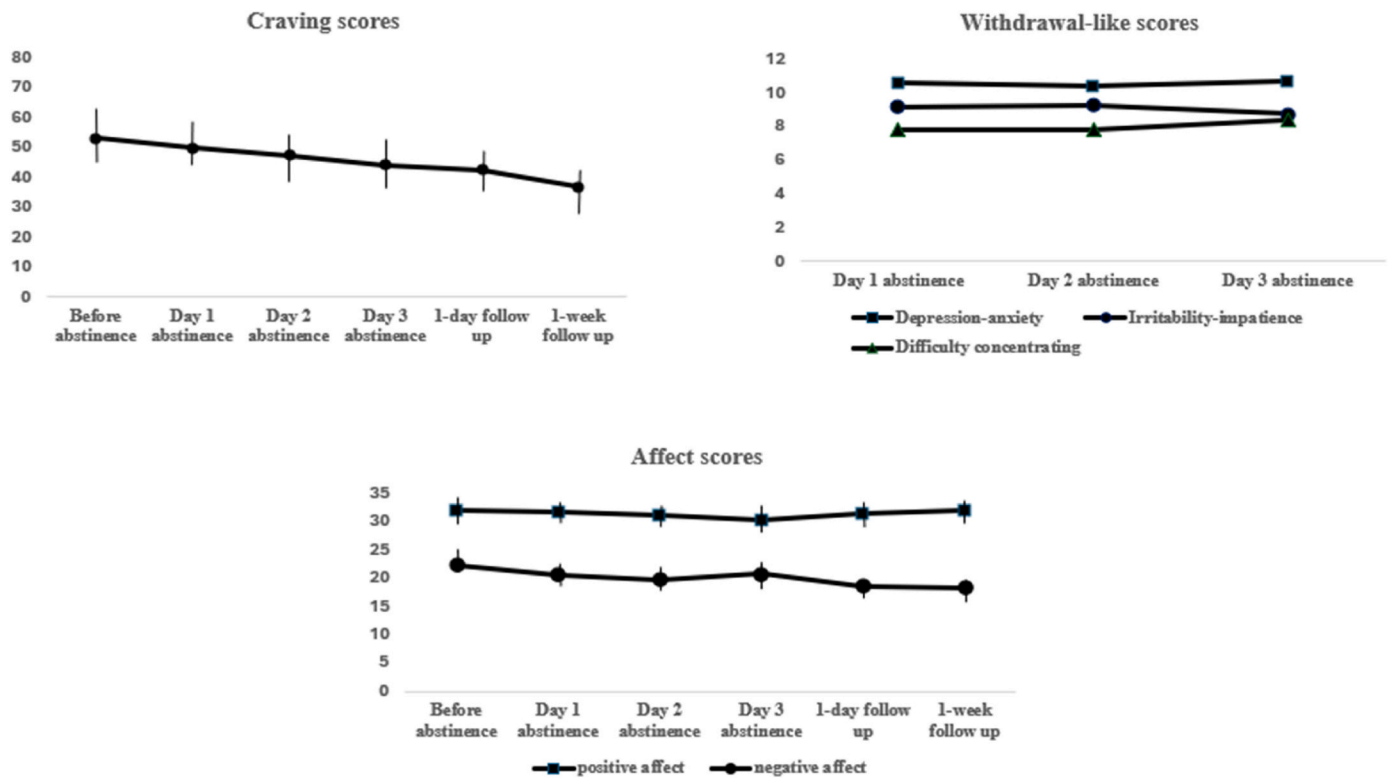 Craving scores
80
70
60
50
40
30
20
10
0
Before abstinence
Day 1 abstinence
Day 2 abstinence
Day 3 abstinence
1-day follow up
1-week follow up
Withdrawal-like scores
12
10
8
6
4
2
0
Day 1 abstinence
Day 2 abstinence
Day 3 abstinence
Depression-anxiety
Irritability-impatience
Difficulty concentrating
Affect scores
35
30
25
20
15
10
5
0
Before abstinence
Day 1 abstinence
Day 2 abstinence
Day 3 abstinence
1-day follow up
1-week follow up
positive affect
negative affect